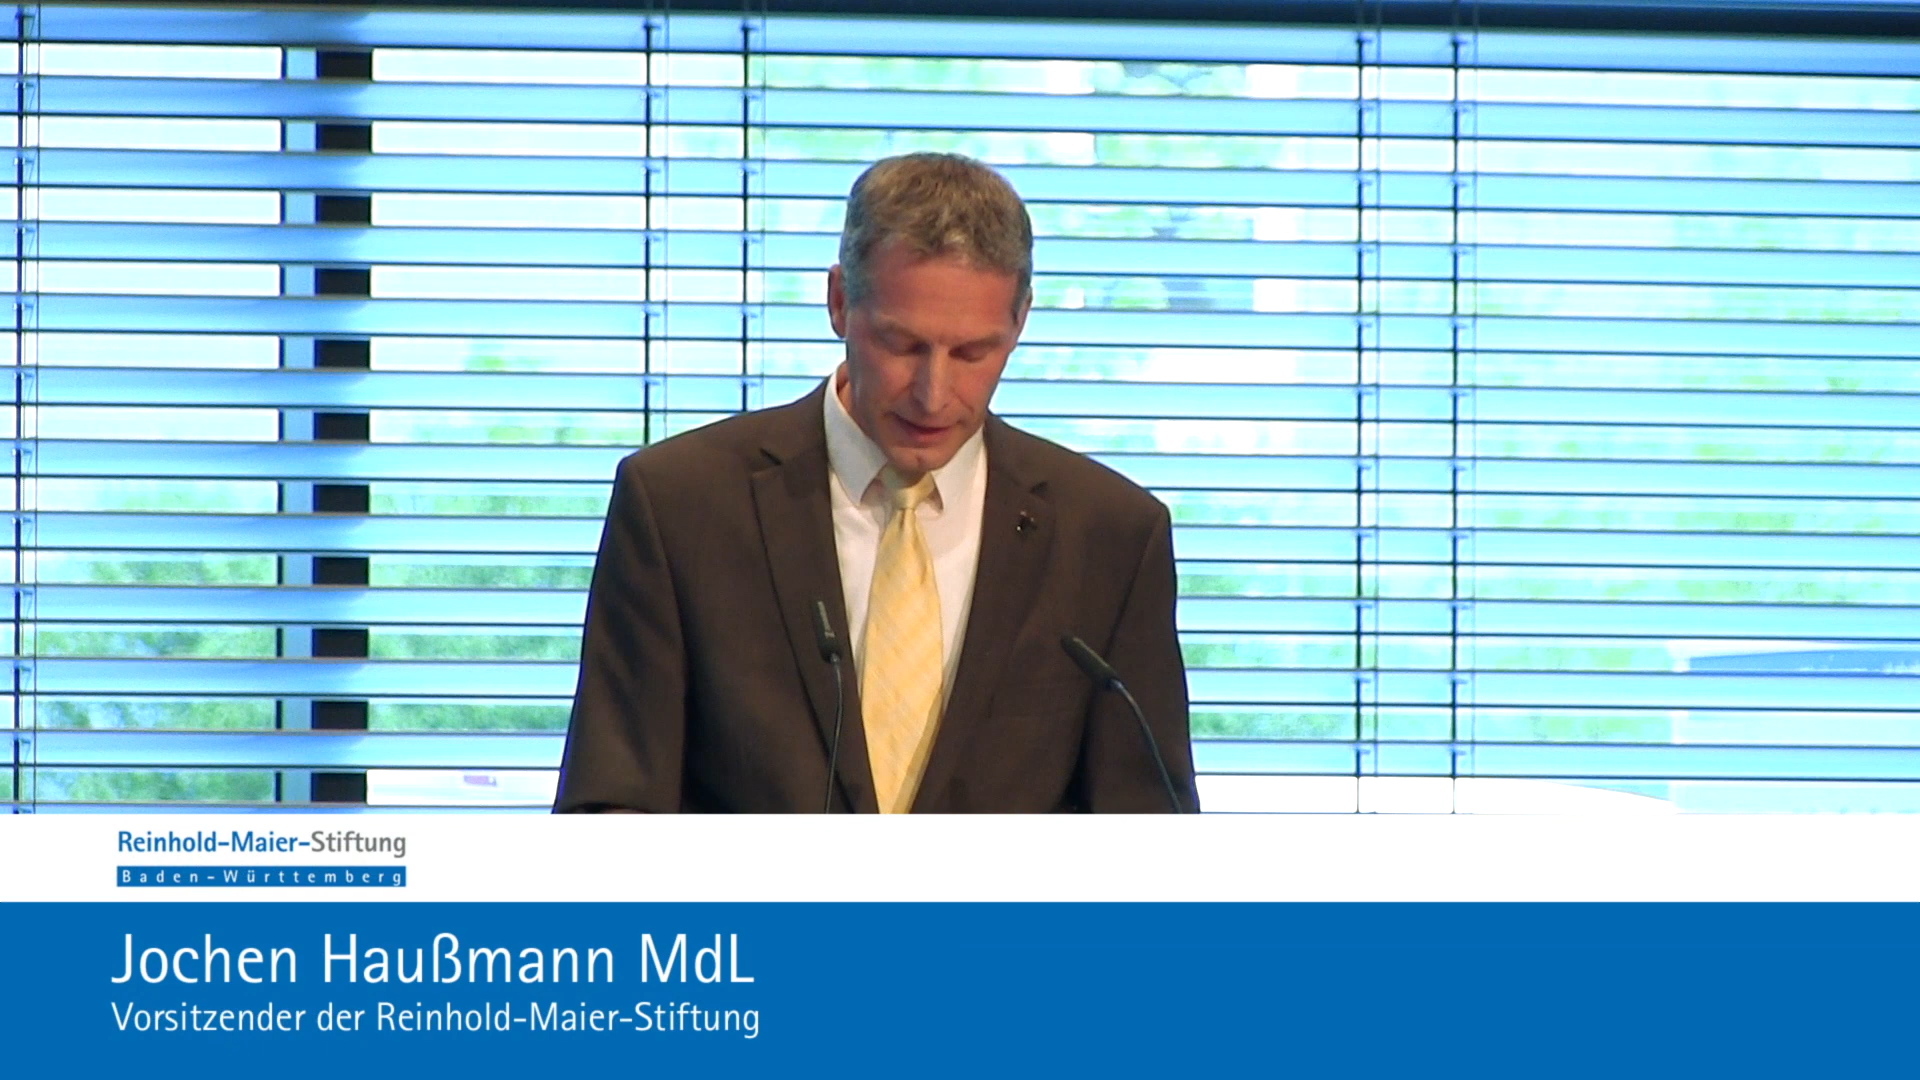 Reinhold-Maier-Stiftung
Baden-Württemberg
Jochen Haußmann MdL
Vorsitzender der Reinhold-Maier-Stiftung